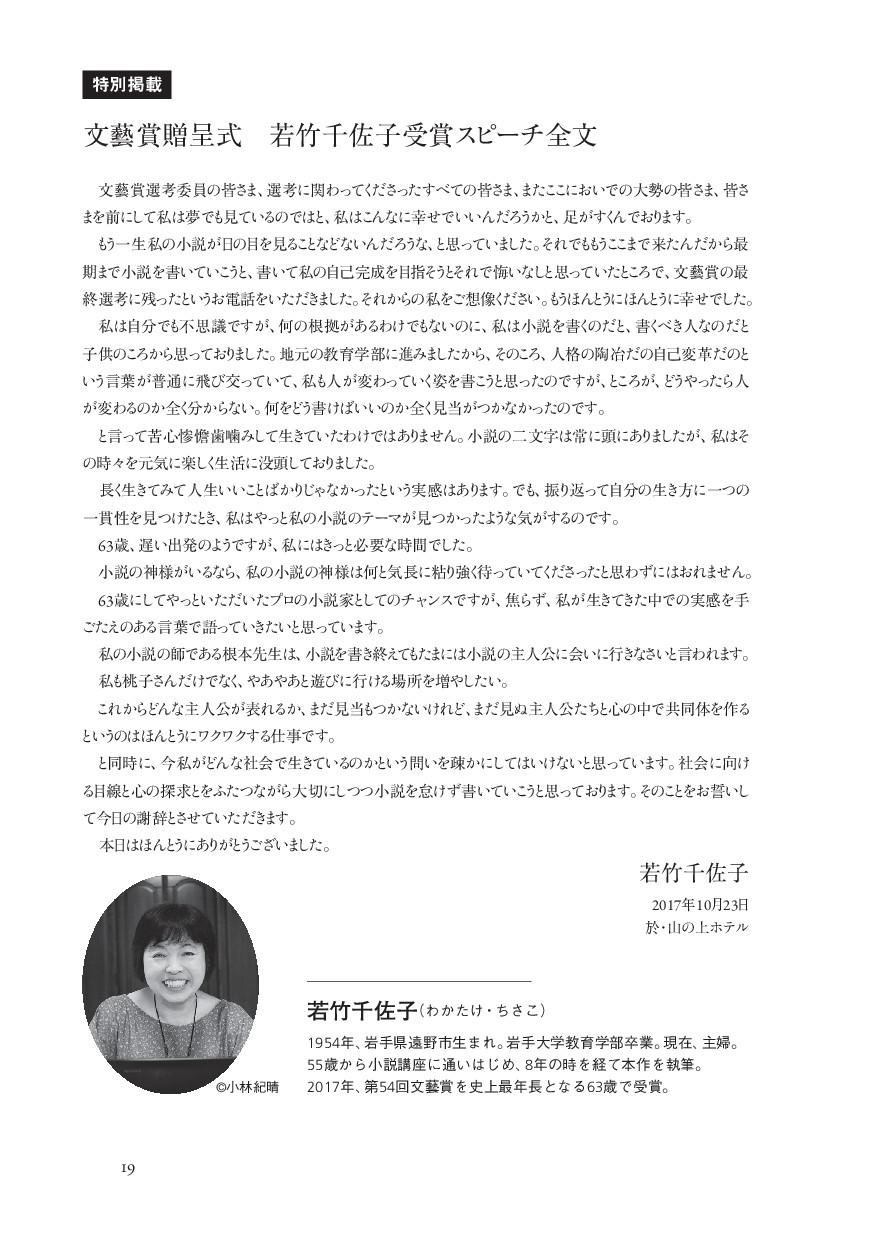 特別掲載
文藝賞贈呈式　若竹千佐子受賞スピーチ全文
　文藝賞選考委員の皆さま、選考に関わってくださったすべての皆さま、またここにおいでの大勢の皆さま、皆さ
まを前にして私は夢でも見ているのではと、私はこんなに幸せでいいんだろうかと、足がすくんでおります。
　もう一生私の小説が日の目を見ることなどないんだろうな、と思っていました。それでももうここまで来たんだから最
期まで小説を書いていこうと、書いて私の自己完成を目指そうとそれで悔いなしと思っていたところで、文藝賞の最
終選考に残ったというお電話をいただきました。それからの私をご想像ください。もうほんとうにほんとうに幸せでした。
　私は自分でも不思議ですが、何の根拠があるわけでもないのに、私は小説を書くのだと、書くべき人なのだと
子供のころから思っておりました。地元の教育学部に進みましたから、そのころ、人格の陶冶だの自己変革だのと
いう言葉が普通に飛び交っていて、私も人が変わっていく姿を書こうと思ったのですが、ところが、どうやったら人
が変わるのか全く分からない。何をどう書けばいいのか全く見当がつかなかったのです。
　と言って苦心惨憺歯噛みして生きていたわけではありません。小説の二文字は常に頭にありましたが、私はそ
の時々を元気に楽しく生活に没頭しておりました。
　長く生きてみて人生いいことばかりじゃなかったという実感はあります。でも、振り返って自分の生き方に一つの
一貫性を見つけたとき、私はやっと私の小説のテーマが見つかったような気がするのです。
　63歳、遅い出発のようですが、私にはきっと必要な時間でした。
　小説の神様がいるなら、私の小説の神様は何と気長に粘り強く待っていてくださったと思わずにはおれません。
　63歳にしてやっといただいたプロの小説家としてのチャンスですが、焦らず、私が生きてきた中での実感を手
ごたえのある言葉で語っていきたいと思っています。
　私の小説の師である根本先生は、小説を書き終えてもたまには小説の主人公に会いに行きなさいと言われます。
　私も桃子さんだけでなく、やあやあと遊びに行ける場所を増やしたい。
　これからどんな主人公が表れるか、まだ見当もつかないけれど、まだ見ぬ主人公たちと心の中で共同体を作る
というのはほんとうにワクワクする仕事です。
　と同時に、今私がどんな社会で生きているのかという問いを疎かにしてはいけないと思っています。社会に向け
る目線と心の探求とをふたつながら大切にしつつ小説を怠けず書いていこうと思っております。そのことをお誓いし
て今日の謝辞とさせていただきます。
　本日はほんとうにありがとうございました。
若竹千佐子
2017年10月23日
於・山の上ホテル
©小林紀晴
若竹千佐子（わかたけ・ちさこ）
1954年、岩手県遠野市生まれ。岩手大学教育学部卒業。現在、主婦。
55歳から小説講座に通いはじめ、8年の時を経て本作を執筆。
2017年、第54回文藝賞を史上最年長となる63歳で受賞。
19